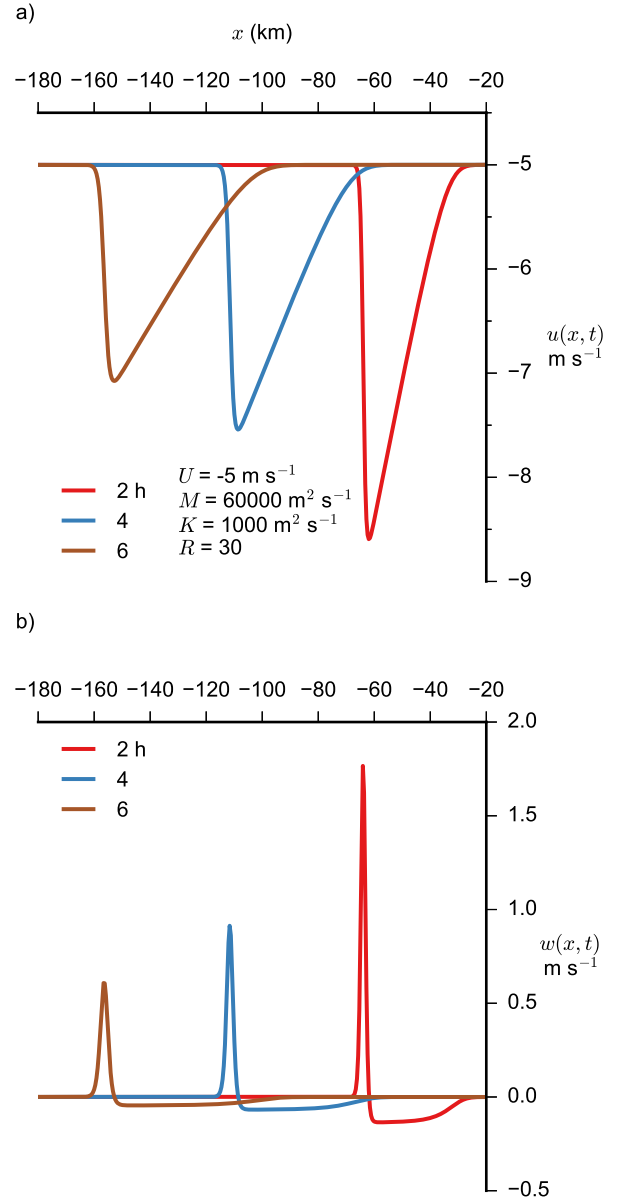 a)
x (km)
−180 −160 −140 −120 −100 −80 −60 −40 −20
−5
−6
u(x, t)
m s⁻¹
−7
−8
−9
2 h
4
6
U = -5 m s⁻¹
M = 60000 m² s⁻¹
K = 1000 m² s⁻¹
R = 30
b)
−180 −160 −140 −120 −100 −80 −60 −40 −20
2.0
2 h
4
6
1.5
1.0
w(x, t)
m s⁻¹
0.5
0.0
−0.5